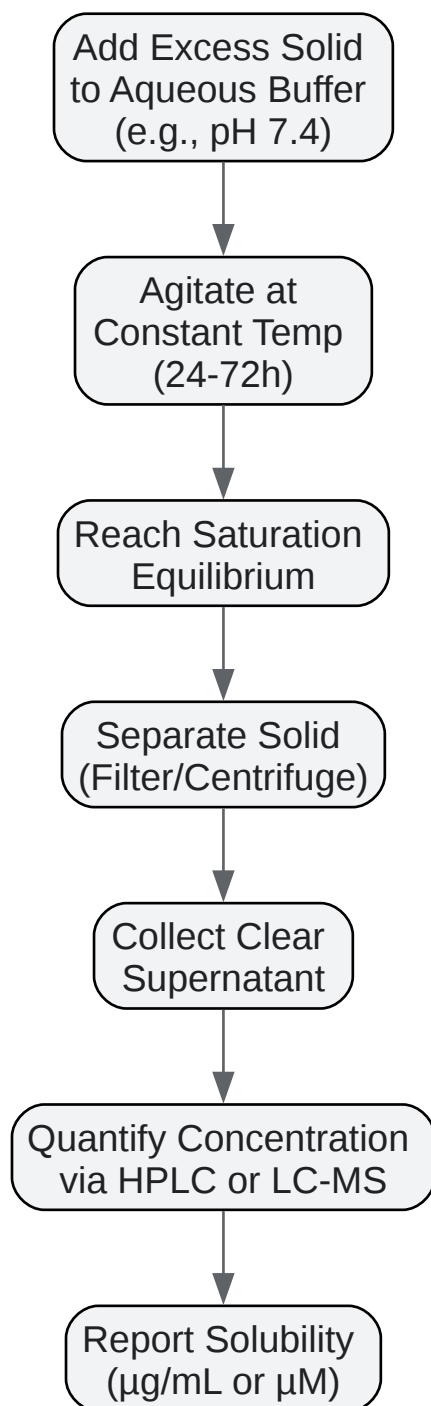 Add Excess Solid
to Aqueous Buffer
(e.g., pH 7.4)
Agitate at
Constant Temp
(24-72h)
Reach Saturation
Equilibrium
Separate Solid
(Filter/Centrifuge)
Collect Clear
Supernatant
Quantify Concentration
via HPLC or LC-MS
Report Solubility
(µg/mL or µM)